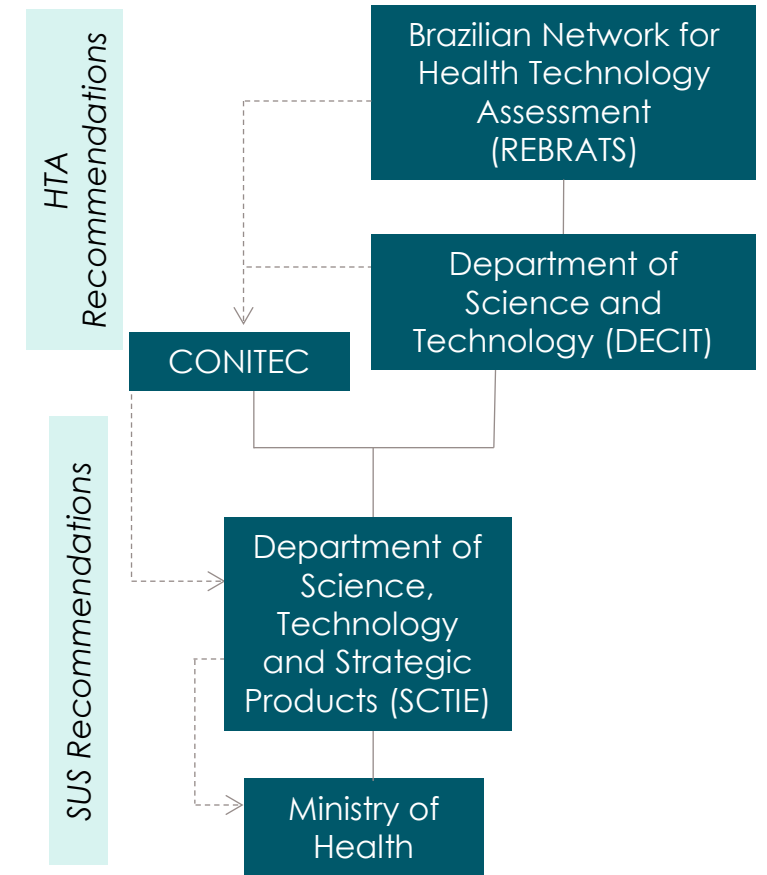 HTA
Recommendations
Brazilian Network for
Health Technology
Assessment
(REBRATS)
Department of
Science and
Technology (DECIT)
CONITEC
SUS Recommendations
Department of
Science,
Technology
and Strategic
Products (SCTIE)
Ministry of
Health